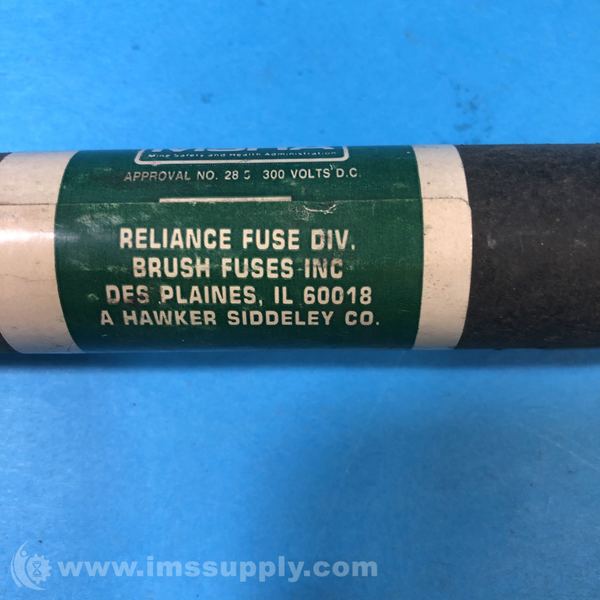 Mine Safety and Health Administration
APPROVAL NO. 28 300 VOLTS D.C.
RELIANCE FUSE DIV.
BRUSH FUSES INC
DES PLAINES, IL 60018
A HAWKER SIDDELEY CO.
www.imssupply.com